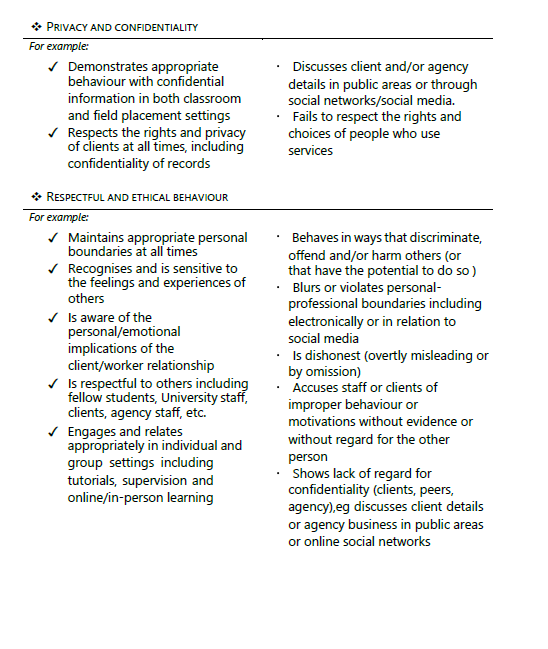 ❖ PRIVACY AND CONFIDENTIALITY
For example:
✓ Demonstrates appropriate
behaviour with confidential
information in both classroom
and field placement settings
✓ Respects the rights and privacy
of clients at all times, including
confidentiality of records
· Discusses client and/or agency
details in public areas or through
social networks/social media.
· Fails to respect the rights and
choices of people who use
services
❖ RESPECTFUL AND ETHICAL BEHAVIOUR
For example:
✓ Maintains appropriate personal
boundaries at all times
✓ Recognises and is sensitive to
the feelings and experiences of
others
✓ Is aware of the
personal/emotional
implications of the
client/worker relationship
✓ Is respectful to others including
fellow students, University staff,
clients, agency staff, etc.
✓ Engages and relates
appropriately in individual and
group settings including
tutorials, supervision and
online/in-person learning
· Behaves in ways that discriminate,
offend and/or harm others (or
that have the potential to do so )
· Blurs or violates personal-
professional boundaries including
electronically or in relation to
social media
· Is dishonest (overtly misleading or
by omission)
· Accuses staff or clients of
improper behaviour or
motivations without evidence or
without regard for the other
person
· Shows lack of regard for
confidentiality (clients, peers,
agency),eg discusses client details
or agency business in public areas
or online social networks